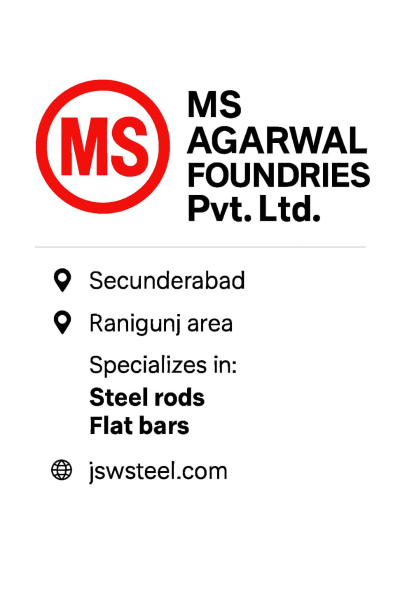 MS
MS
AGARWAL
FOUNDRIES
Pvt. Ltd.
Secunderabad
Ranigunj area
Specializes in:
Steel rods
Flat bars
jswsteel.com